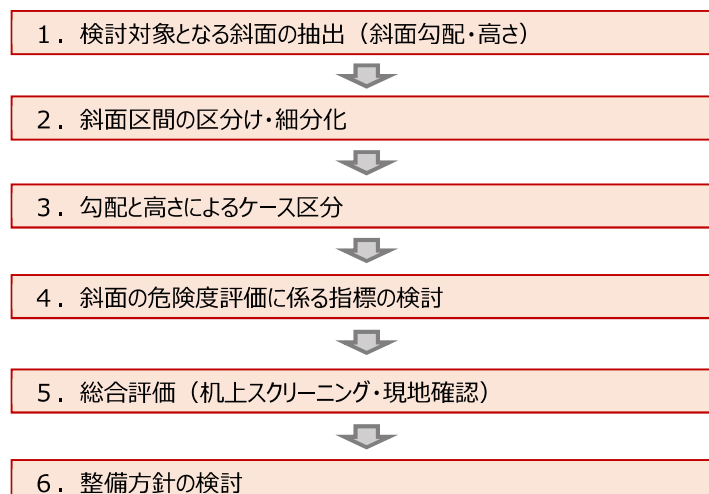 １．検討対象となる斜面の抽出（斜面勾配・高さ）
２．斜面区間の区分け・細分化
３．勾配と高さによるケース区分
４．斜面の危険度評価に係る指標の検討
５．総合評価（机上スクリーニング・現地確認）
６．整備方針の検討